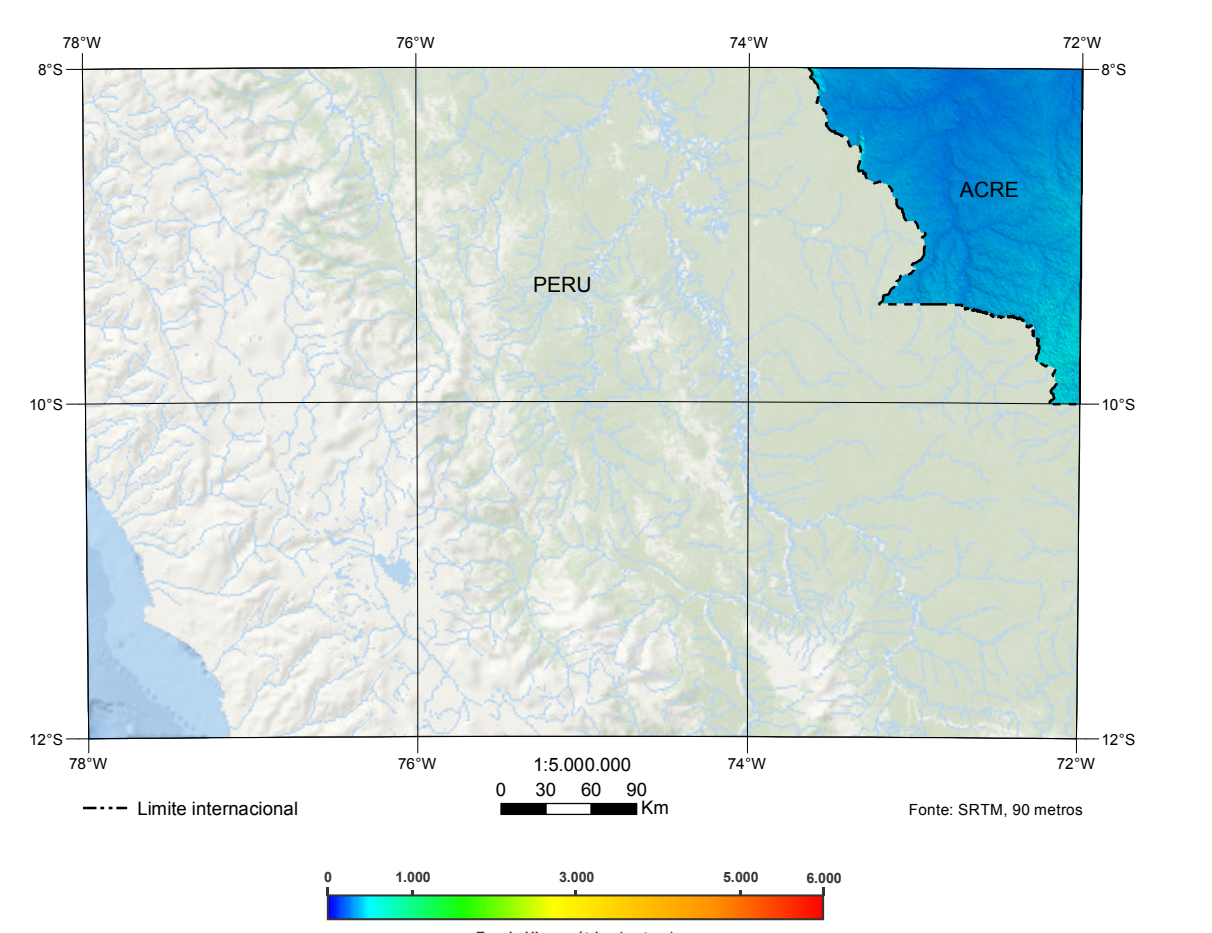 78°W 76°W 74°W 72°W
8°S 8°S
ACRE
PERU
10°S 10°S
12°S 12°S
78°W 76°W 74°W 72°W
1:5.000.000
0 30 60 90
Km
Limite internacional
Fonte: SRTM, 90 metros
0 1.000 3.000 5.000 6.000